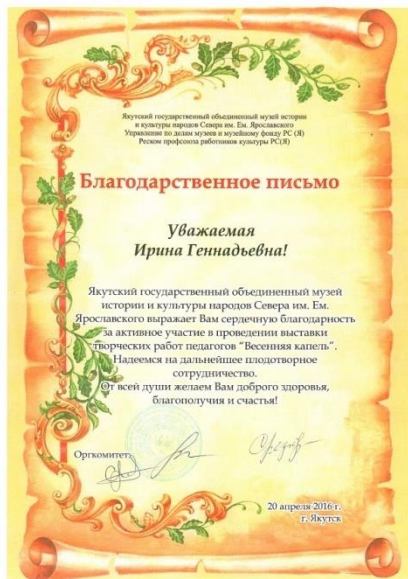 Якутский государственный объединенный музей истории
и культуры народов Севера им. Ем. Ярославского
Управление по делам музеев и музейному фонду РС (Я)
Реском профсоюза работников культуры РС(Я)
Благодарственное письмо
Уважаемая
Ирина Геннадьевна!
Якутский государственный объединенный музей
истории и культуры народов Севера им. Ем.
Ярославского выражает Вам сердечную благодарность
за активное участие в проведении выставки
творческих работ педагогов "Весенняя капель".
Надеемся на дальнейшее плодотворное
сотрудничество.
От всей души желаем Вам доброго здоровья,
благополучия и счастья!
Оргкомитет:
20 апреля 2016 г.
г. Якутск